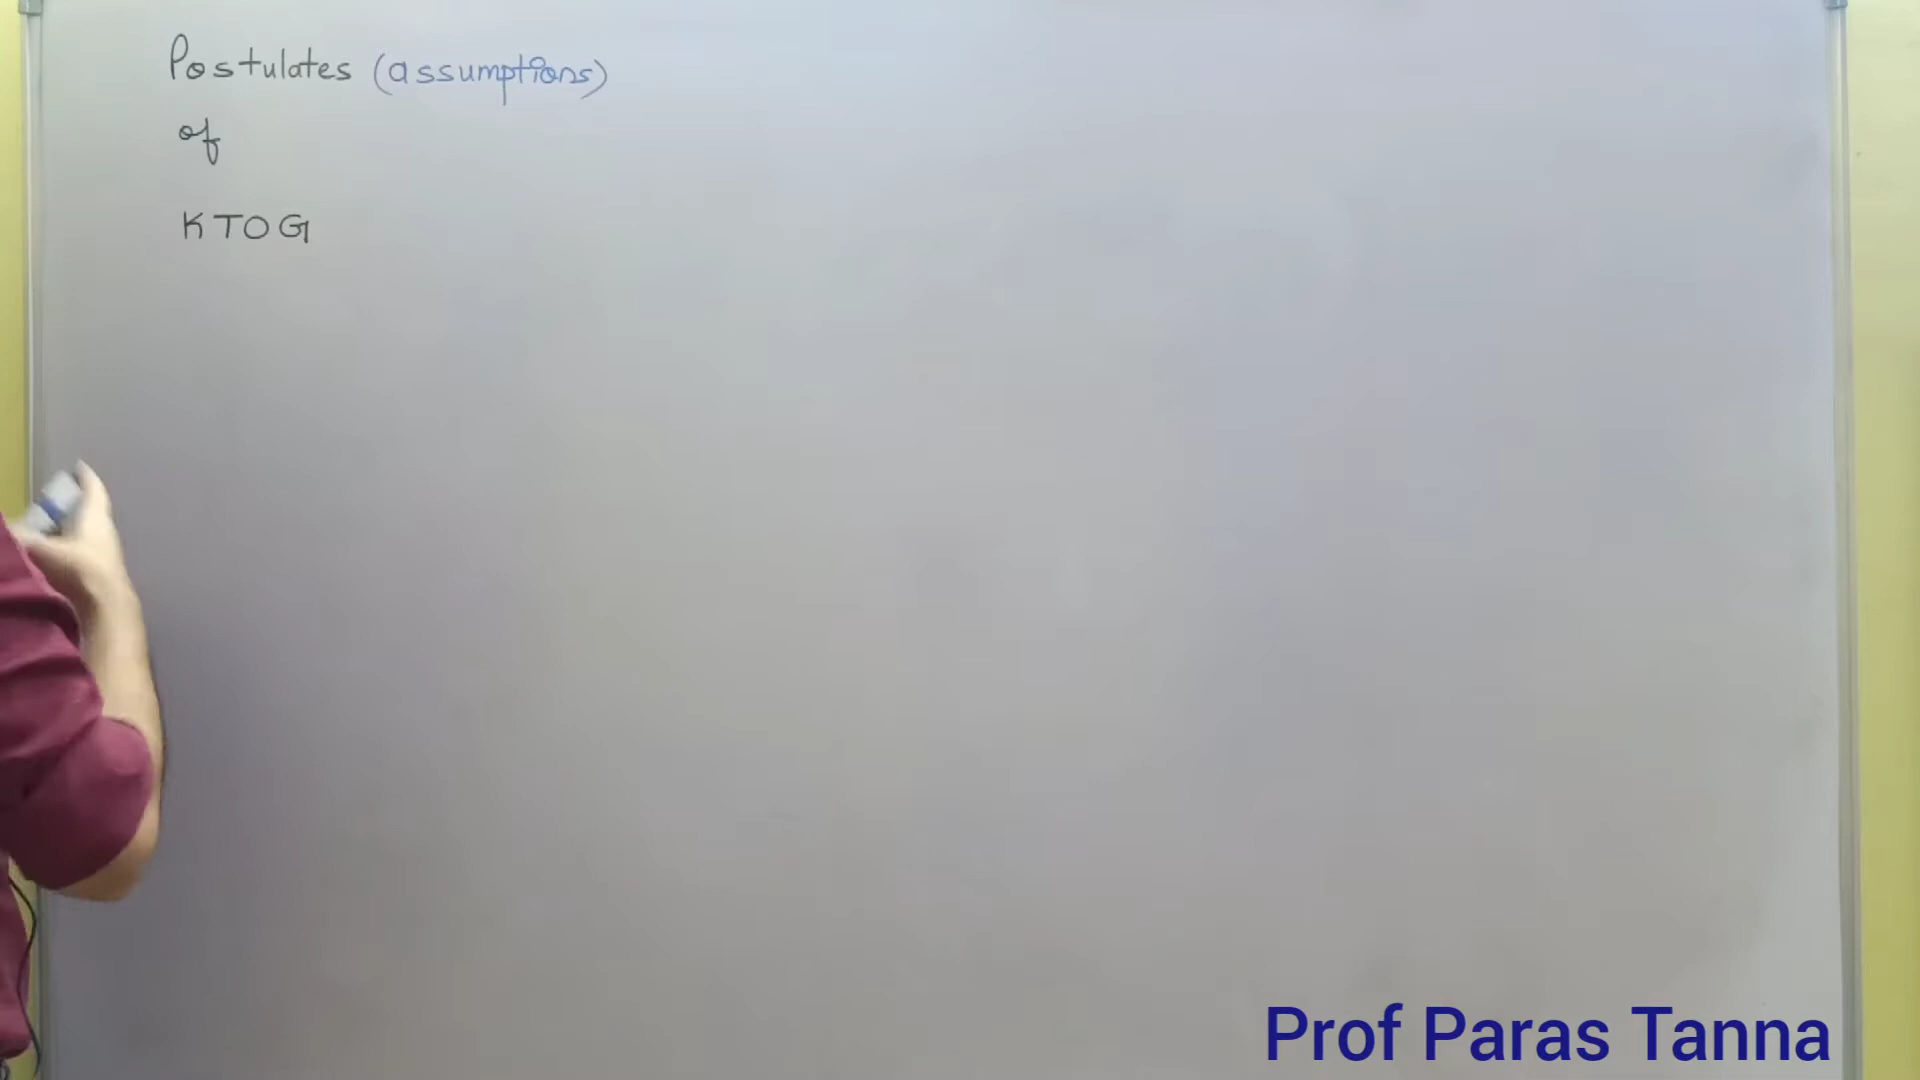 Postulates (assumptions)
of
KTOG
Prof Paras Tanna